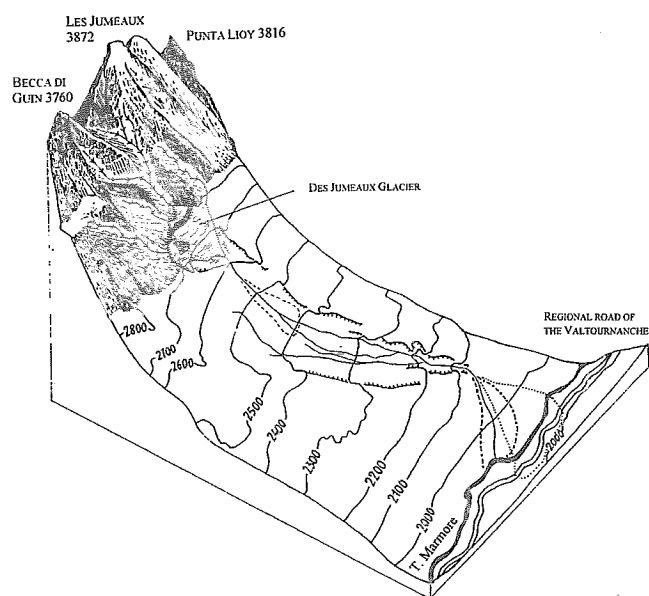 LES JUMEAUX
3872
PUNTA LIOY 3816
BECCA DI
GUIN 3760
DES JUMEAUX GLACIER
REGIONAL ROAD OF
THE VALTOURNANCHE
2800
2700
2600
2500
2400
2300
2200
2100
2000
2000
T. Marmore